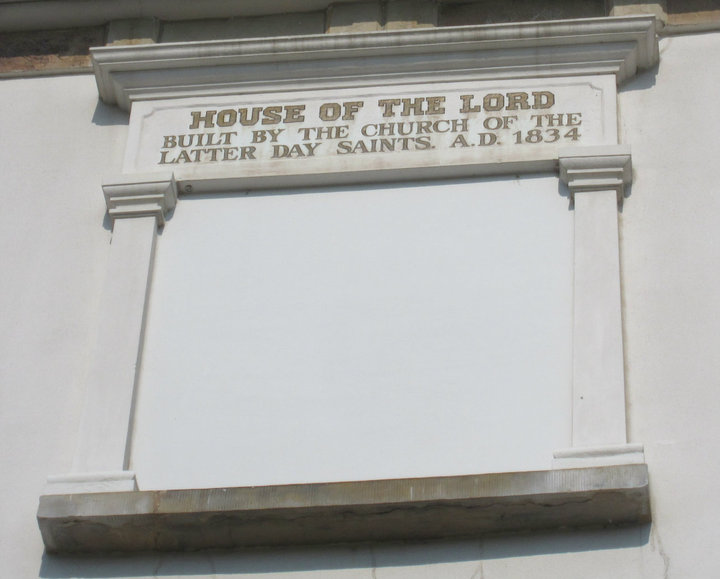 HOUSE OF THE LORD
BUILT BY THE CHURCH OF THE
LATTER DAY SAINTS. A.D. 1834